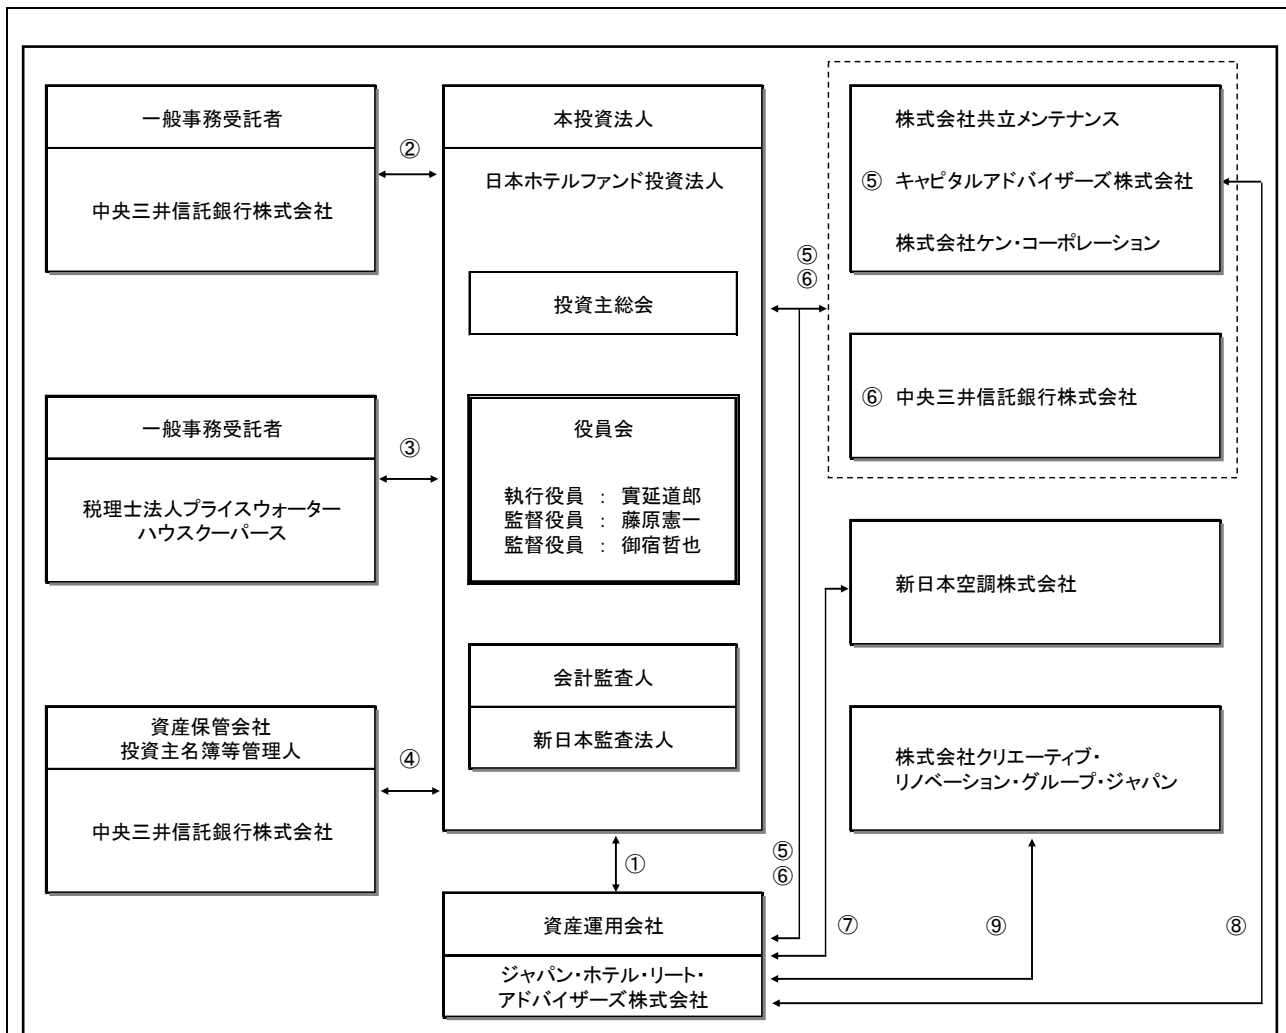 一般事務受託者
中央三井信託銀行株式会社
②
一般事務受託者
税理士法人プライスウォーター
ハウスクーパース
③
資産保管会社
投資主名簿等管理人
中央三井信託銀行株式会社
④
本投資法人
日本ホテルファンド投資法人
投資主総会
役員会
執行役員 : 實延道郎
監督役員 : 藤原憲一
監督役員 : 御宿哲也
会計監査人
新日本監査法人
①
資産運用会社
ジャパン・ホテル・リート・
アドバイザーズ株式会社
⑤
⑥
⑤
⑥
株式会社共立メンテナンス
⑤ キャピタルアドバイザーズ株式会社
株式会社ケン・コーポレーション
⑥ 中央三井信託銀行株式会社
新日本空調株式会社
株式会社クリエーティブ・
リノベーション・グループ・ジャパン
⑦
⑨
⑧